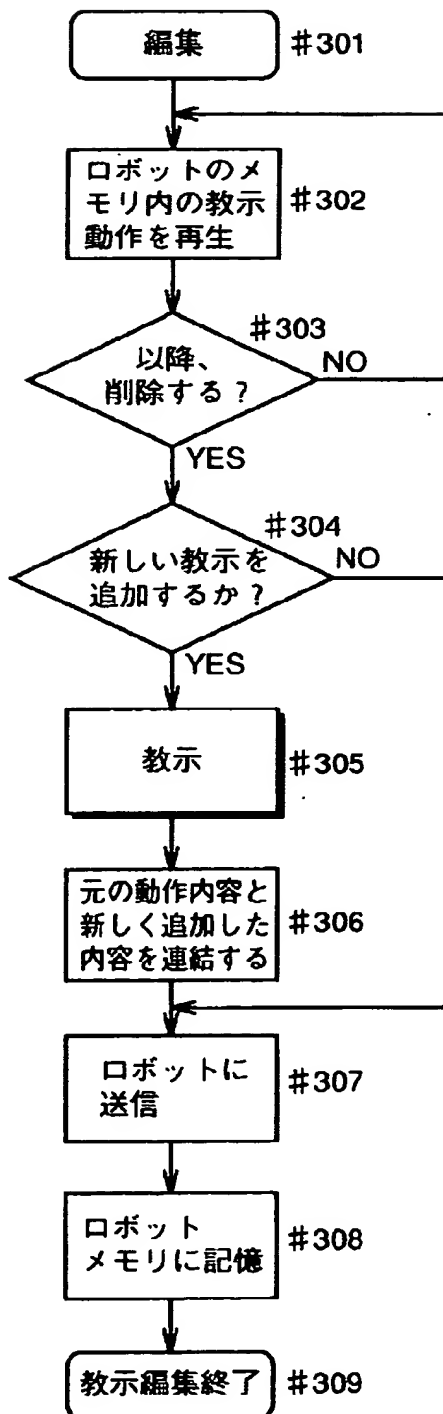 編集
#301
ロボットのメ
モリ内の教示
動作を再生
#302
#303
以降、
削除する?
NO
YES
#304
新しい教示を
追加するか?
NO
YES
教示
#305
元の動作内容と
新しく追加した
内容を連結する
#306
ロボットに
送信
#307
ロボット
メモリに記憶
#308
教示編集終了
#309